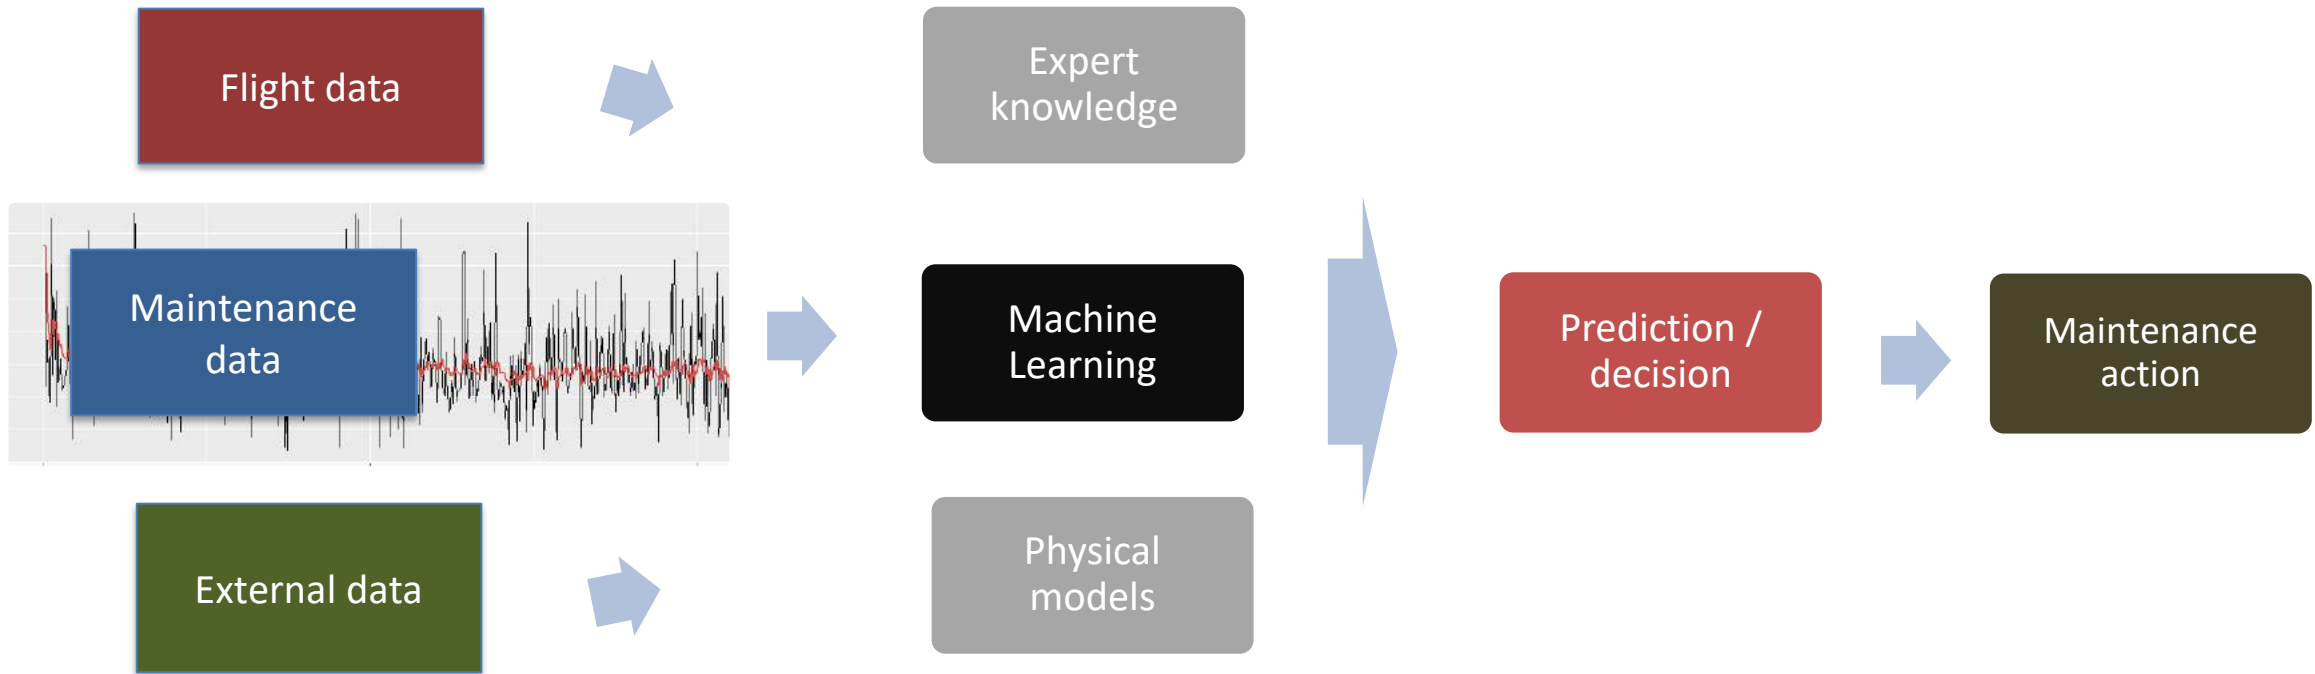 Flight data
Expert
knowledge
Maintenance
data
Machine
Learning
Prediction /
decision
Maintenance
action
External data
Physical
models